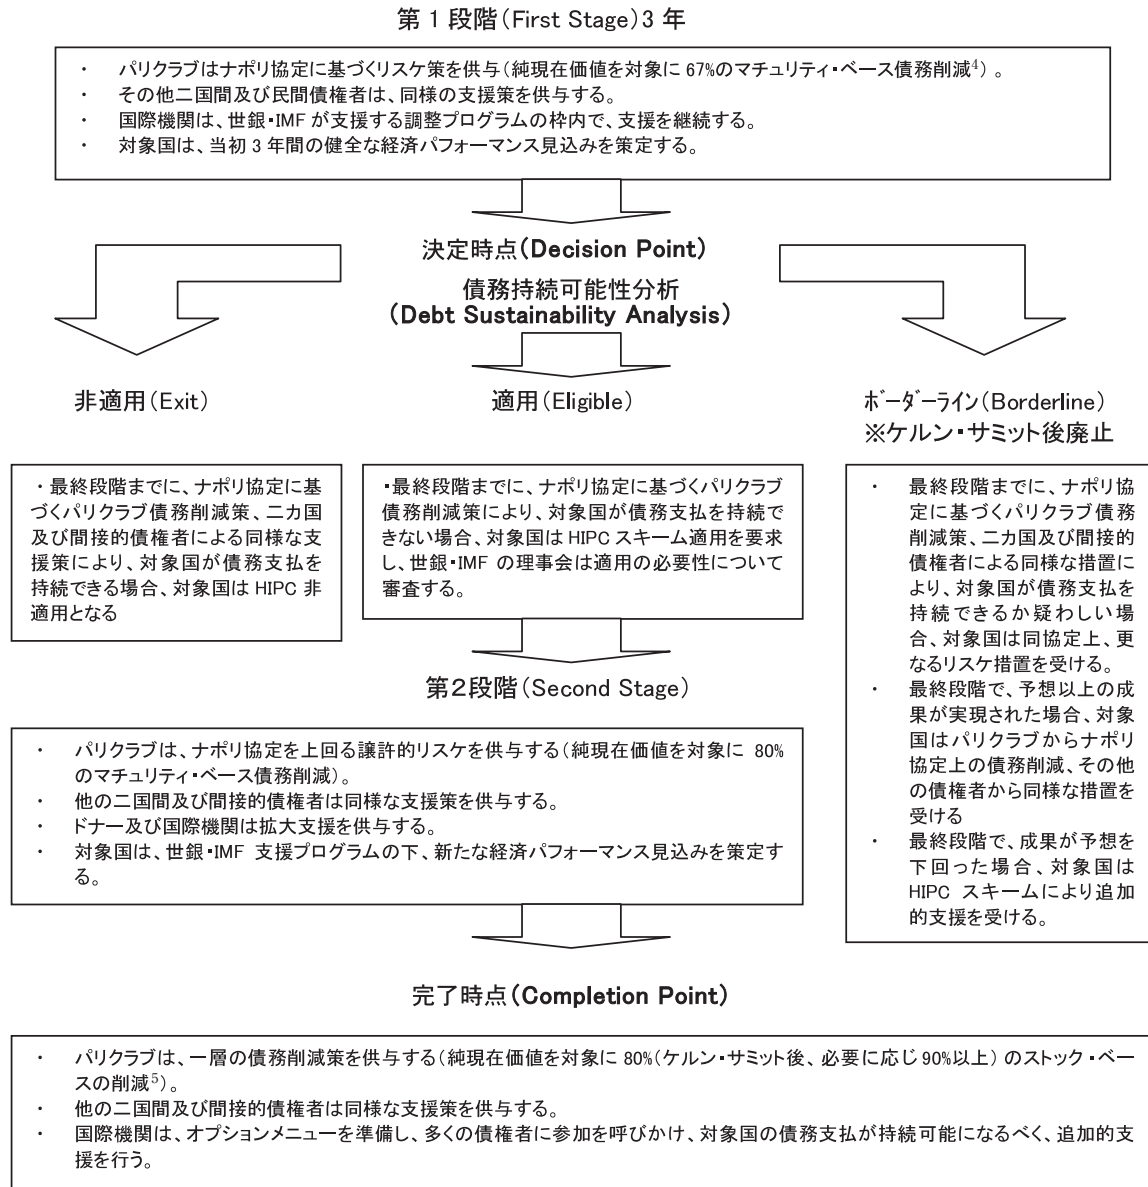 第1段階(First Stage)3年
・ パリクラブはナポリ協定に基づくリスケ策を供与(純現在価値を対象に67%のマチュリティ・ベース債務削減4)。
・ その他二国間及び民間債権者は、同様の支援策を供与する。
・ 国際機関は、世銀・IMFが支援する調整プログラムの枠内で、支援を継続する。
・ 対象国は、当初3年間の健全な経済パフォーマンス見込みを策定する。
決定時点(Decision Point)
債務持続可能性分析
(Debt Sustainability Analysis)
非適用(Exit)
適用(Eligible)
ボーダーライン(Borderline)
※ケルン・サミット後廃止
・最終段階までに、ナポリ協定に基
づくパリクラブ債務削減策、二カ国
及び間接的債権者による同様な支
援策により、対象国が債務支払を
持続できる場合、対象国は HIPC 非
適用となる
・最終段階までに、ナポリ協定に基づくパリクラブ
債務削減策により、対象国が債務支払を持続で
きない場合、対象国は HIPC スキーム適用を要求
し、世銀・IMF の理事会は適用の必要性について
審査する。
・ 最終段階までに、ナポリ協
定に基づくパリクラブ債務
削減策、二カ国及び間接的
債権者による同様な措置に
より、対象国が債務支払を
持続できるか疑わしい場
合、対象国は同協定上、更
なるリスケ措置を受ける。
・ 最終段階で、予想以上の成
果が実現された場合、対象
国はパリクラブからナポリ
協定上の債務削減、その他
の債権者から同様な措置を
受ける
・ 最終段階で、成果が予想を
下回った場合、対象国は
HIPC スキームにより追加
的支援を受ける。
第2段階(Second Stage)
・ パリクラブは、ナポリ協定を上回る譲許的リスケを供与する(純現在価値を対象に 80%
のマチュリティ・ベース債務削減)。
・ 他の二国間及び間接的債権者は同様な支援策を供与する。
・ ドナー及び国際機関は拡大支援を供与する。
・ 対象国は、世銀・IMF 支援プログラムの下、新たな経済パフォーマンス見込みを策定す
る。
完了時点(Completion Point)
・ パリクラブは、一層の債務削減策を供与する(純現在価値を対象に 80%(ケルン・サミット後、必要に応じ 90%以上) のストック・ベー
スの削減5)。
・ 他の二国間及び間接的債権者は同様な支援策を供与する。
・ 国際機関は、オプションメニューを準備し、多くの債権者に参加を呼びかけ、対象国の債務支払が持続可能になるべく、追加的支
援を行う。